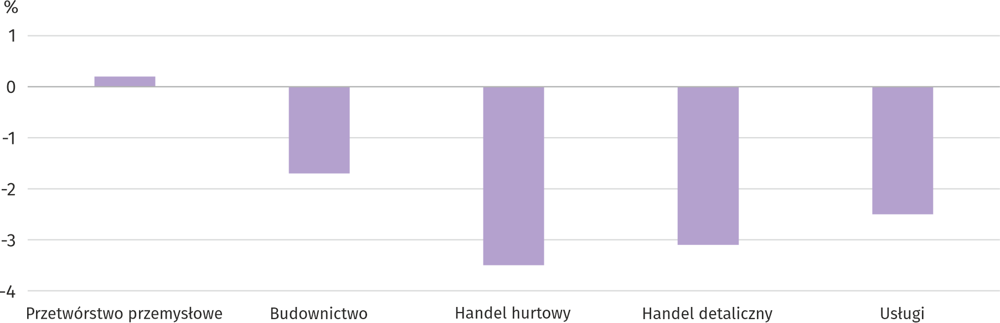 %
1
0
-1
-2
-3
-4
Przetwórstwo przemysłowe
Budownictwo
Handel hurtowy
Handel detaliczny
Usługi